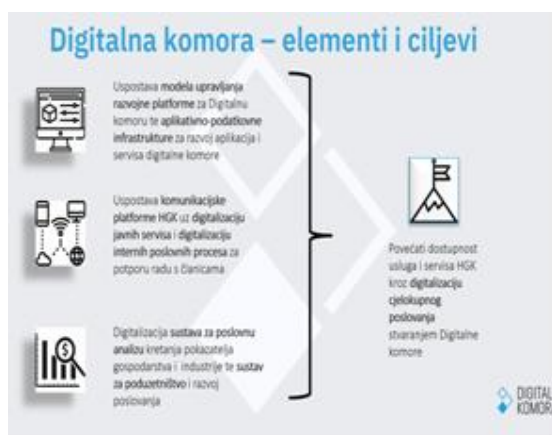 Digitalna komora – elementi i ciljevi
Uspostava modela upravljanja
razvojne platforme za Digitalnu
komoru te aplikativno-podatkovne
infrastrukture za razvoj aplikacija i
servisa digitalne komore
Uspostava komunikacijske
platforme HGK uz digitalizaciju
javnih servisa i digitalizaciju
internih poslovnih procesa za
potporu radu s članicama
Digitalizacija sustava za poslovnu
analizu kretanja pokazatelja
gospodarstva i industrije te sustav
za poduzetništvo i razvoj
poslovanja
Povećati dostupnost
usluga i servisa HGK
kroz digitalizaciju
cjelokupnog
poslovanja
stvaranjem Digitalne
komore
DIGITAL
KOMOR